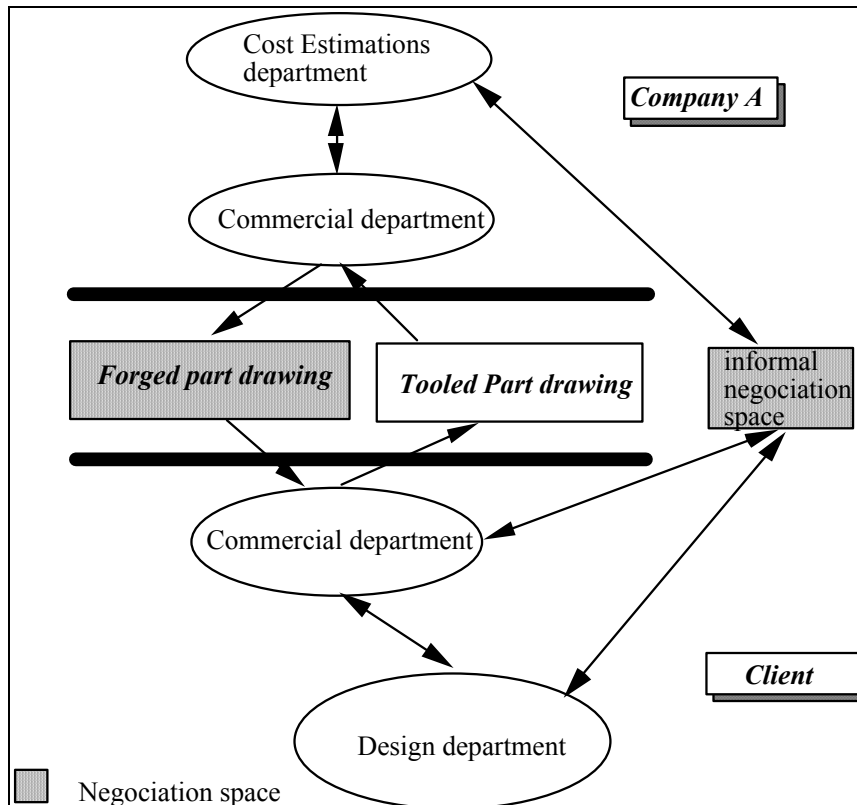 Cost Estimations
department
Company A
Commercial department
Forged part drawing
Tooled Part drawing
informal
negociation
space
Commercial department
Client
Design department
Negociation space